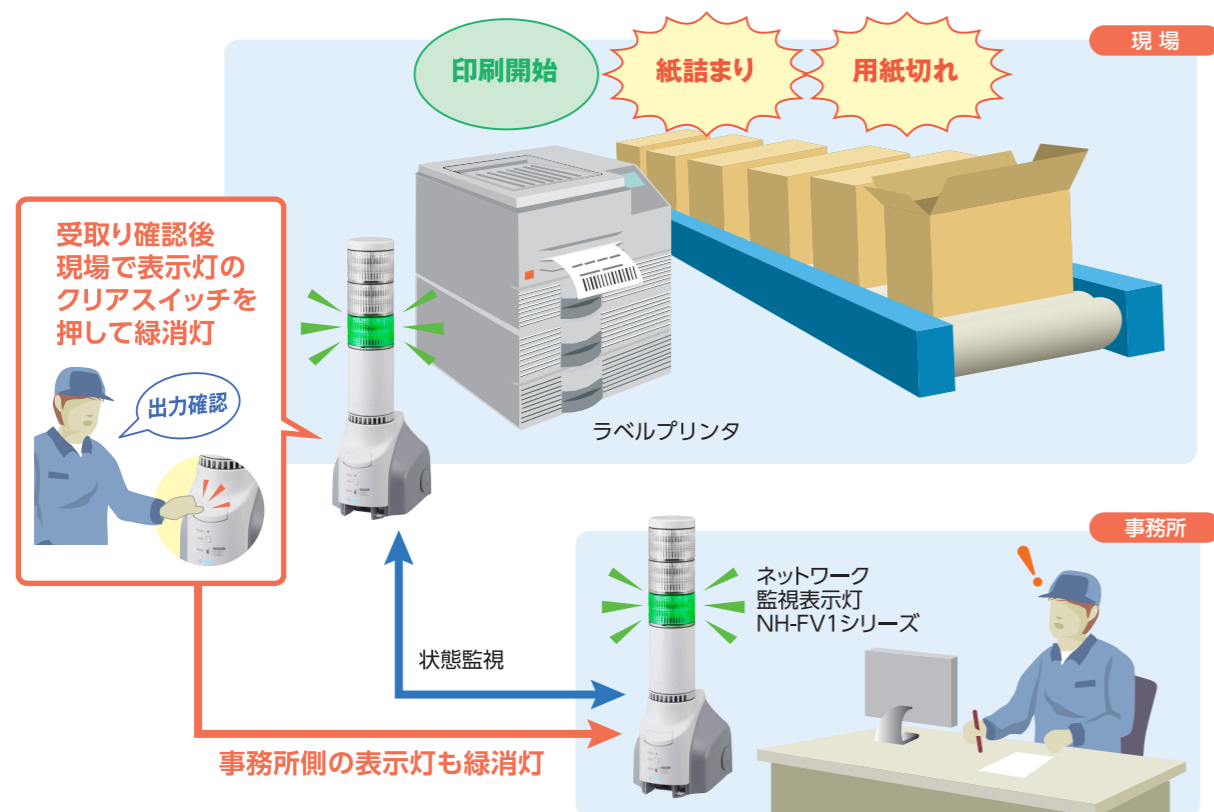 現場
印刷開始
紙詰まり
用紙切れ
受取り確認後
現場で表示灯の
クリアスイッチを
押して緑消灯
出力確認
ラベルプリンタ
事務所
ネットワーク
監視表示灯
NH-FV1シリーズ
状態監視
事務所側の表示灯も緑消灯